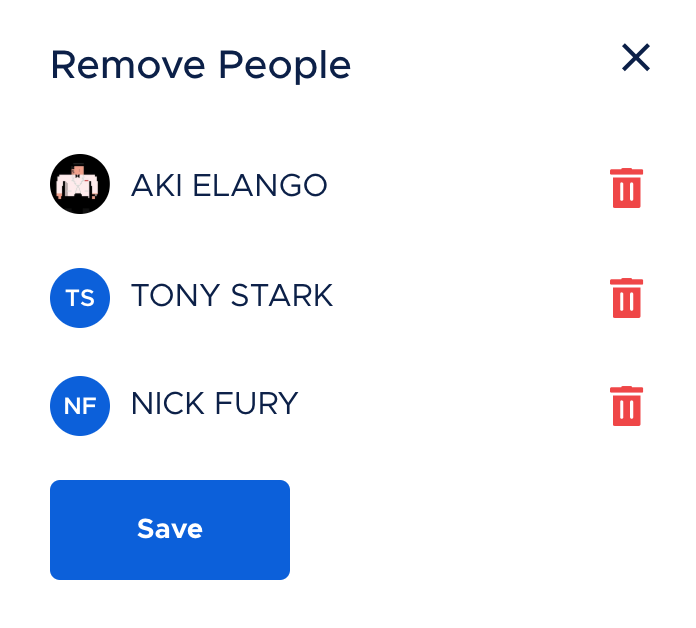 Remove People
AKI ELANGO
TS TONY STARK
NF NICK FURY
Save